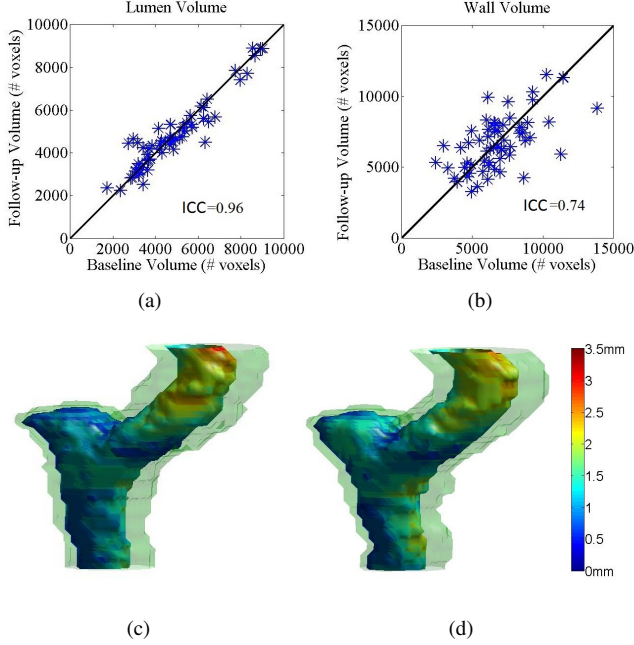 Lumen Volume
Follow-up Volume (# voxels)
10000
8000
6000
4000
2000
0
ICC=0.96
0 2000 4000 6000 8000 10000
Baseline Volume (# voxels)
(a)
Wall Volume
Follow-up Volume (# voxels)
15000
10000
5000
0
ICC=0.74
0 5000 10000 15000
Baseline Volume (# voxels)
(b)
3.5mm
3
2.5
2
1.5
1
0.5
0mm
(c)
(d)